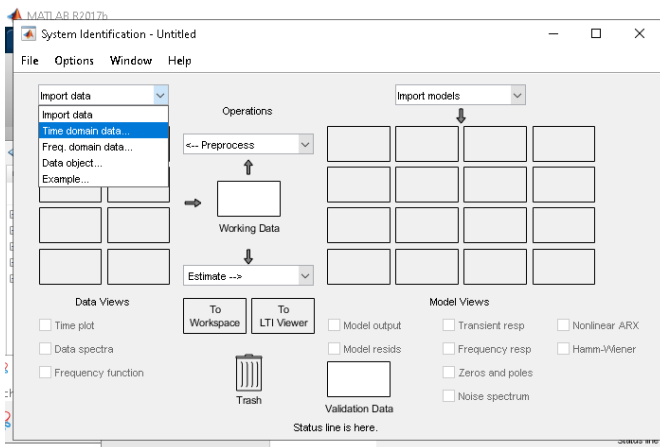 MATLAB R2017b
System Identification - Untitled
File Options Window Help
Import data
Import data
Time domain data...
Freq. domain data...
Data object...
Example...
Operations
<-- Preprocess
Import models
Working Data
Estimate -->
To
Workspace
To
LTI Viewer
Data Views
Time plot
Data spectra
Frequency function
Trash
Model Views
Model output
Model resids
Transient resp
Frequency resp
Zeros and poles
Noise spectrum
Nonlinear ARX
Hamm-Wiener
Validation Data
Status line is here.
Status line